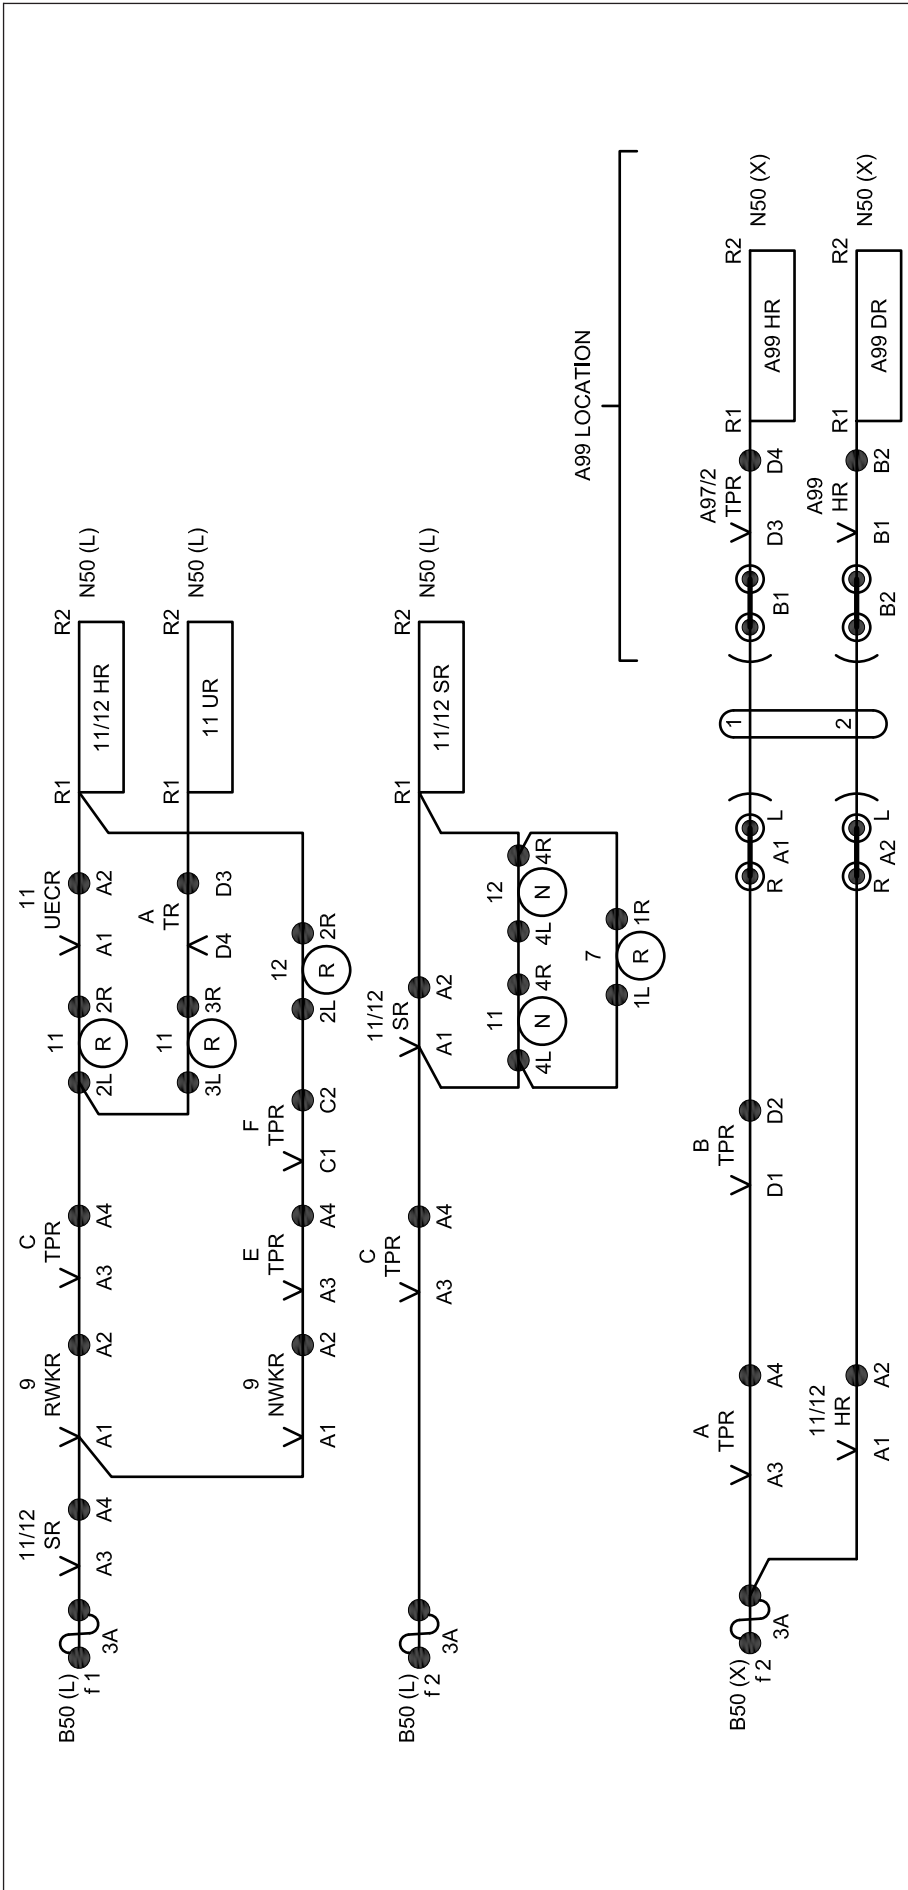 B50 (L)
f 1
3A
11/12
SR
A3
A4
9
RWKR
A1
A2
C
TPR
A3
A4
11
R
2L
2R
11
UECR
A1
A2
R1
11/12 HR
R2
N50 (L)
11
R
3L
3R
A
TR
D4
D3
R1
11 UR
R2
N50 (L)
9
NWKR
A1
A2
E
TPR
A3
A4
F
TPR
C1
C2
12
R
2L
2R
B50 (L)
f 2
3A
C
TPR
A3
A4
11/12
SR
A1
A2
R1
11/12 SR
R2
N50 (L)
11
N
4L
4R
12
N
4L
4R
7
R
1L
1R
A99 LOCATION
B50 (X)
f 2
3A
A
TPR
A3
A4
B
TPR
D1
D2
R
A1
L
1
B1
A97/2
TPR
D3
D4
R1
A99 HR
R2
N50 (X)
11/12
HR
A1
A2
R
A2
L
2
B2
A99
HR
B1
B2
R1
A99 DR
R2
N50 (X)